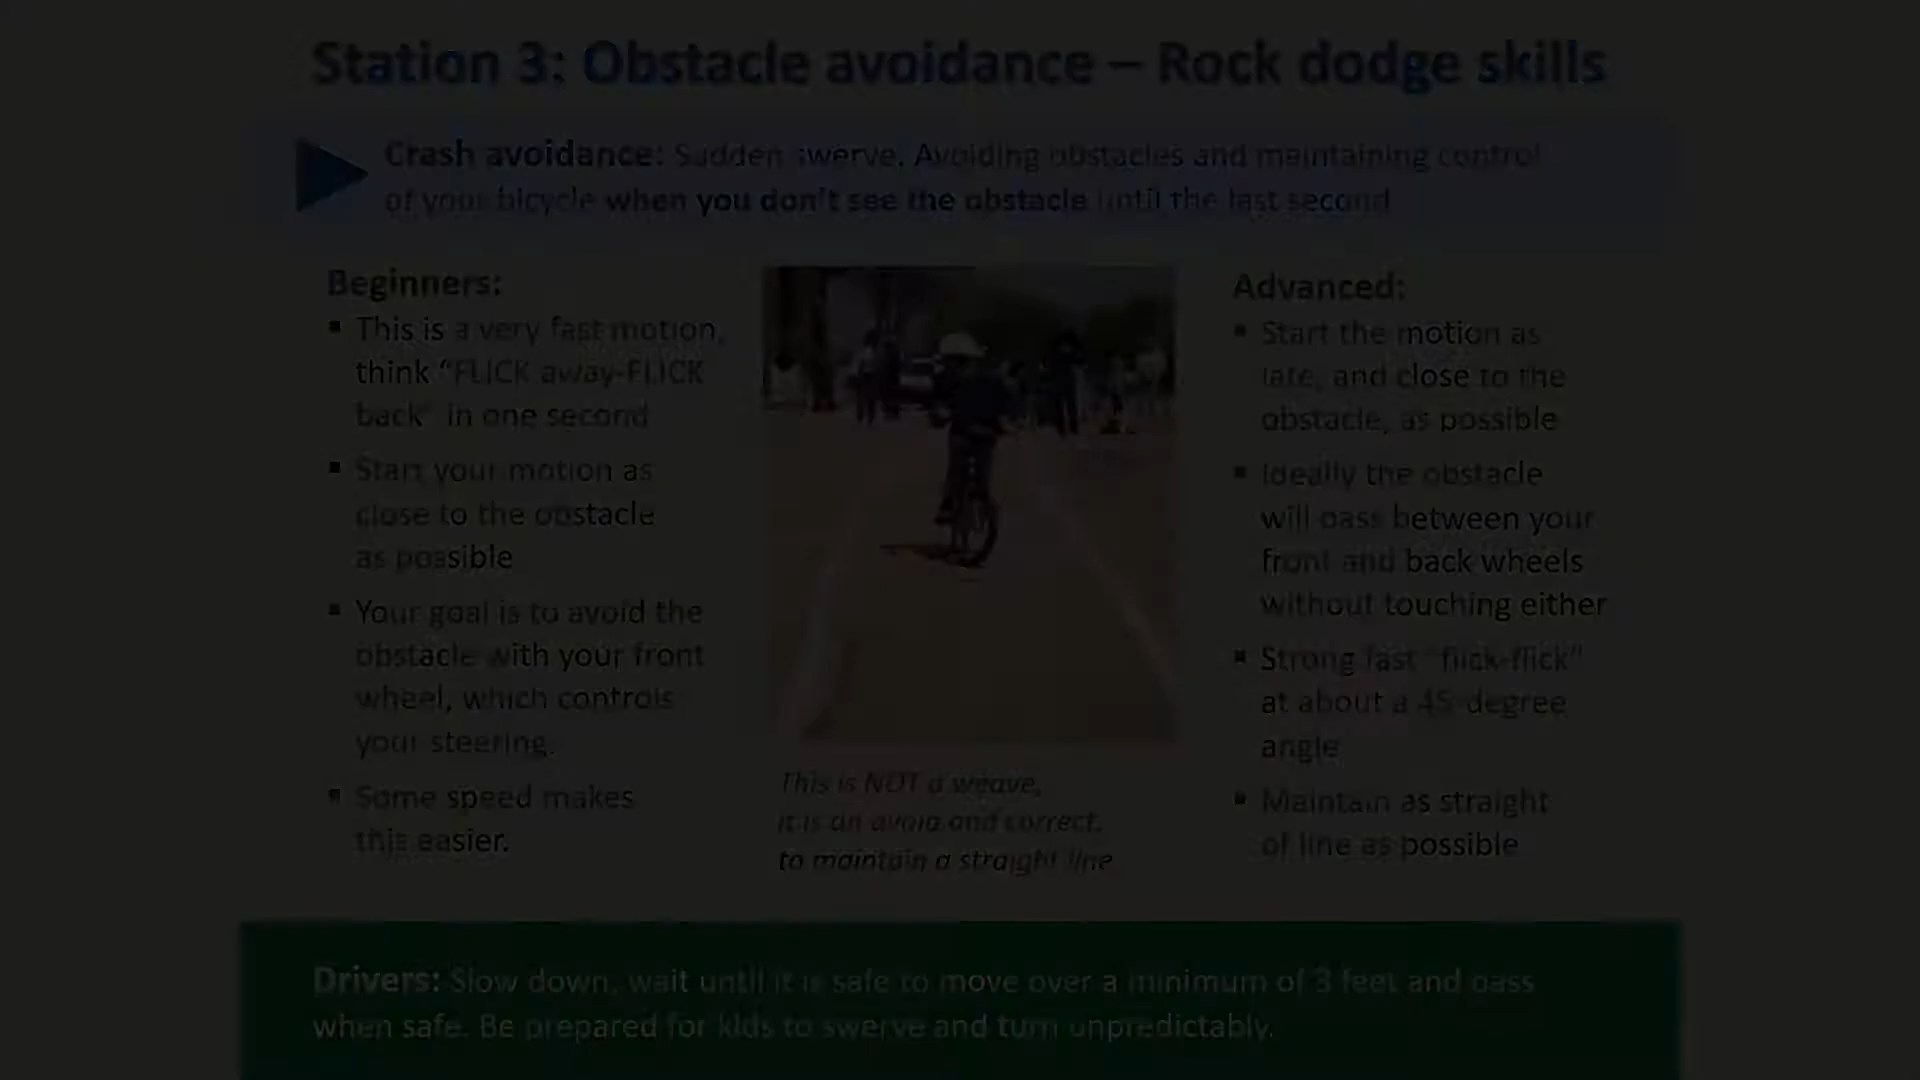 Station 3: Obstacle avoidance – Rock dodge skills
Crash avoidance: Sudden swerve. Avoiding obstacles and maintaining control
of your bicycle when you don't see the obstacle until the last second
Beginners:
▪ This is a very fast motion,
think “FLICK away-FLICK
back” in one second
▪ Start your motion as
close to the obstacle
as possible
▪ Your goal is to avoid the
obstacle with your front
wheel, which controls
your steering.
▪ Some speed makes
this easier.
This is NOT a weave,
it is an avoid and correct,
to maintain a straight line.
Advanced:
▪ Start the motion as
late, and close to the
obstacle, as possible
▪ Ideally the obstacle
will pass between your
front and back wheels
without touching either
▪ Strong fast “flick-flick”
at about a 45-degree
angle
▪ Maintain as straight
of line as possible
Drivers: Slow down, wait until it is safe to move over a minimum of 3 feet and pass
when safe. Be prepared for kids to swerve and turn unpredictably.